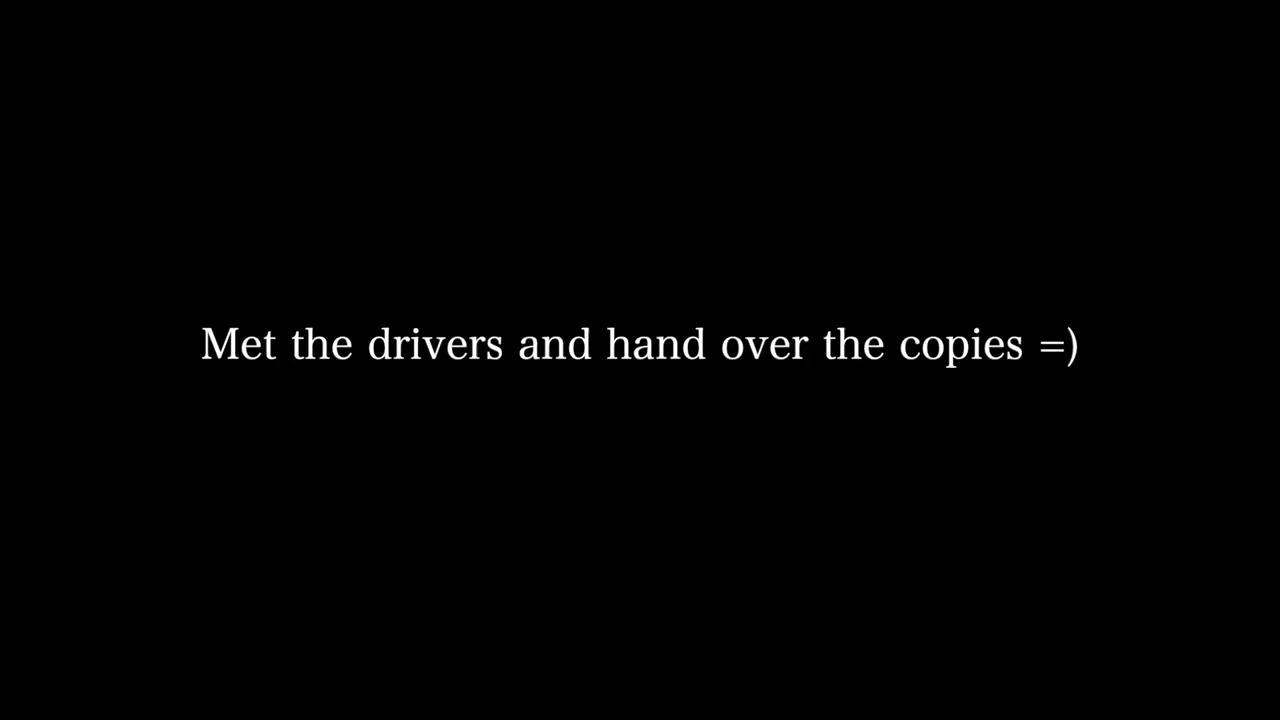 Met the drivers and hand over the copies =)